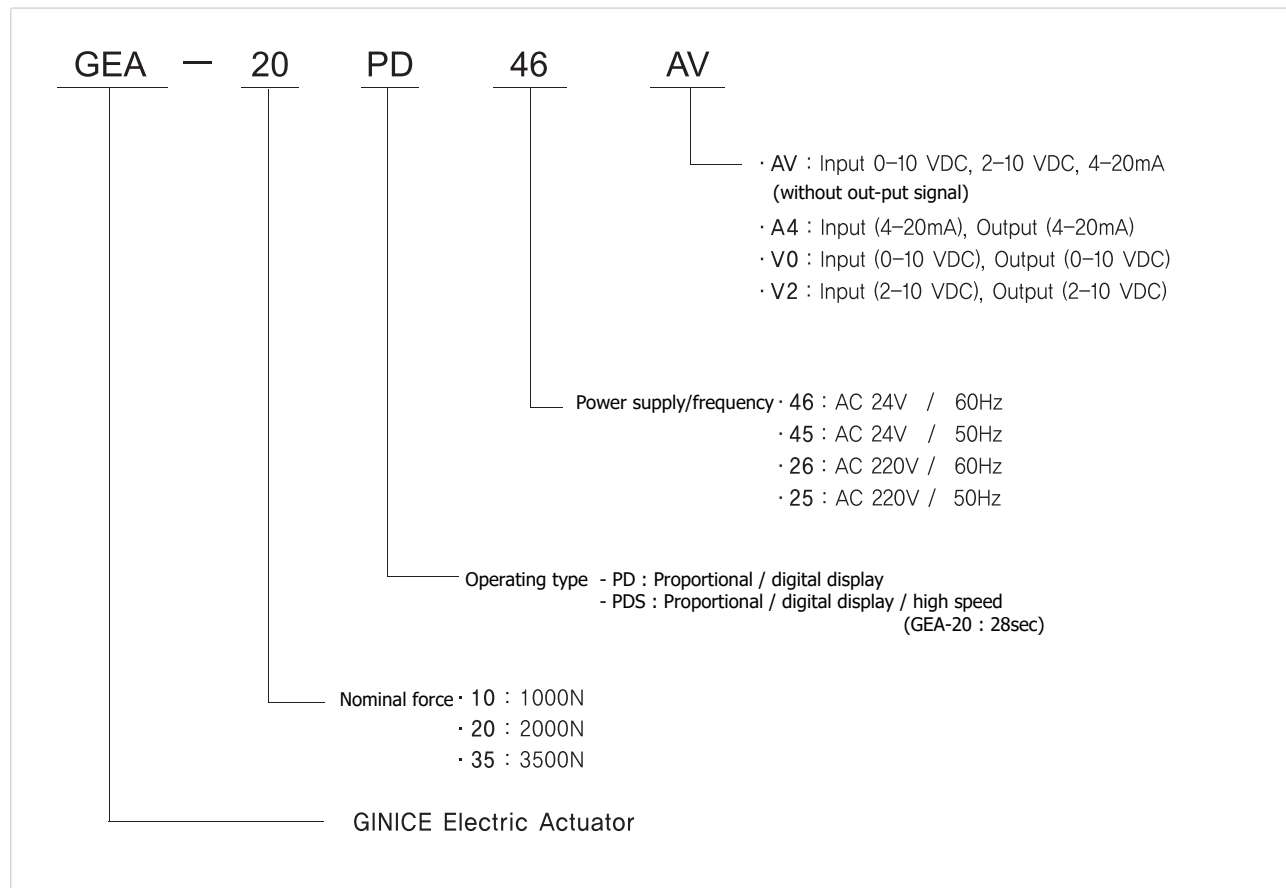 GEA — 20 PD 46 AV
· AV : Input 0–10 VDC, 2–10 VDC, 4–20mA
(without out-put signal)
· A4 : Input (4–20mA), Output (4–20mA)
· V0 : Input (0–10 VDC), Output (0–10 VDC)
· V2 : Input (2–10 VDC), Output (2–10 VDC)
Power supply/frequency · 46 : AC 24V / 60Hz
· 45 : AC 24V / 50Hz
· 26 : AC 220V / 60Hz
· 25 : AC 220V / 50Hz
Operating type - PD : Proportional / digital display
- PDS : Proportional / digital display / high speed
(GEA-20 : 28sec)
Nominal force · 10 : 1000N
· 20 : 2000N
· 35 : 3500N
GINICE Electric Actuator